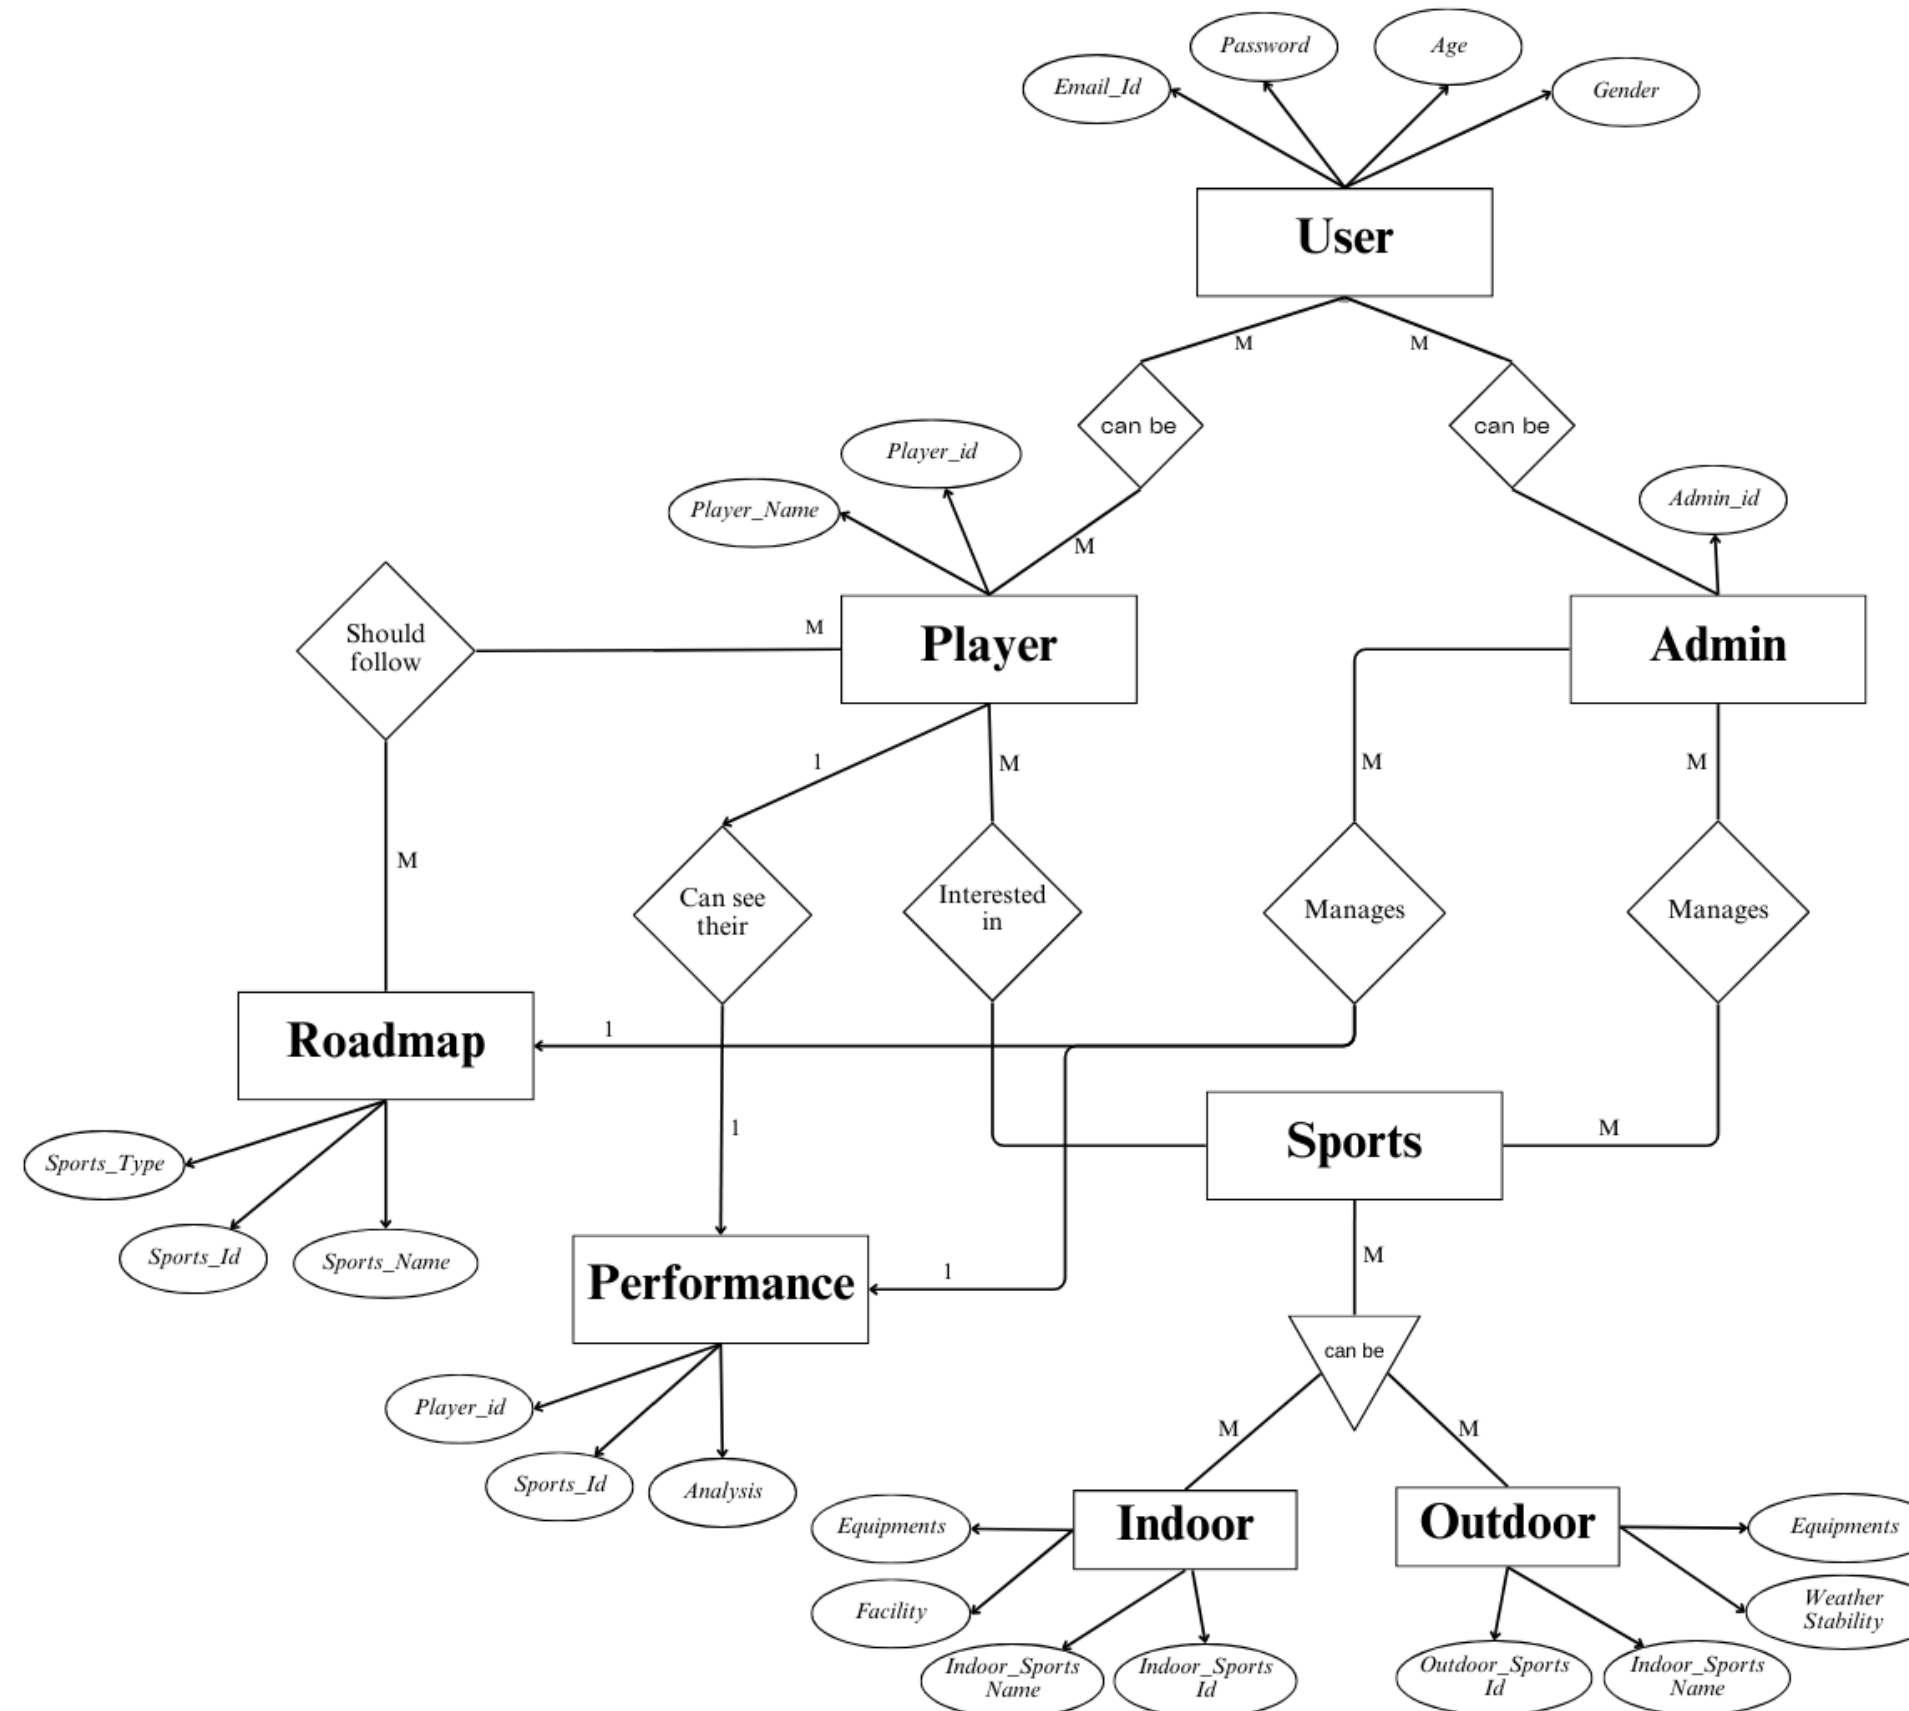 Password
Age
Email_Id
Gender
User
M
M
can be
can be
Player_id
Player_Name
Admin_id
M
Should
follow
M
Player
Admin
1
M
M
M
M
Can see
their
Interested
in
Manages
Manages
Roadmap
1
1
Sports
M
Sports_Type
Sports_Id
Sports_Name
Performance
1
M
can be
Player_id
Sports_Id
Analysis
M
M
Equipments
Indoor
Outdoor
Equipments
Facility
Weather
Stability
Indoor_Sports
Name
Indoor_Sports
Id
Outdoor_Sports
Id
Indoor_Sports
Name